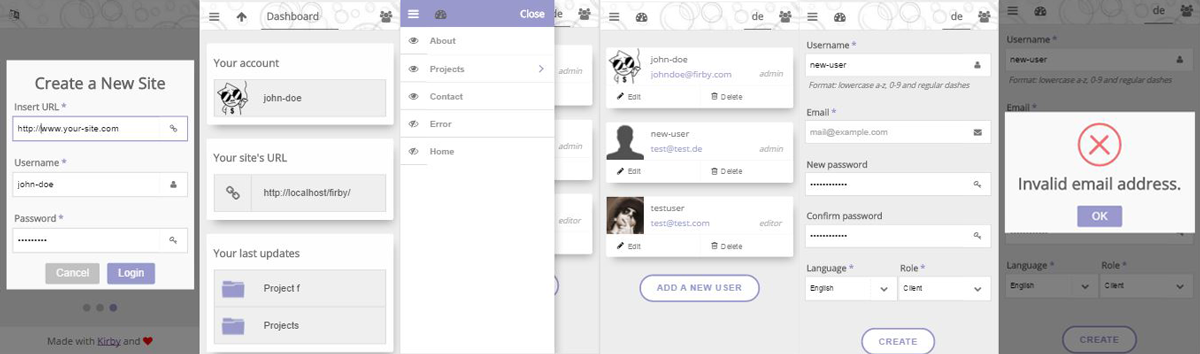 Create a New Site
Insert URL *
http://www.your-site.com
Username *
john-doe
Password *
•••••••••
Cancel
Login
Made with Kirby and ❤
Dashboard
Your account
john-doe
Your site's URL
http://localhost/firby/
Your last updates
Project f
Projects
Close
About
Projects
Contact
Error
Home
de
admin
admin
editor
de
john-doe
johndoe@firby.com
admin
Edit
Delete
new-user
test@test.de
admin
Edit
Delete
testuser
test@test.com
editor
Edit
Delete
ADD A NEW USER
de
Username *
new-user
Format: lowercase a-z, 0-9 and regular dashes
Email *
mail@example.com
New password
••••••••••••
Confirm password
••••••••••••
Language *
Role *
English
Client
CREATE
de
Username *
new-user
Format: lowercase a-z, 0-9 and regular dashes
Email *
Invalid email address.
OK
••••••••••••
Language *
Role *
English
Client
CREATE